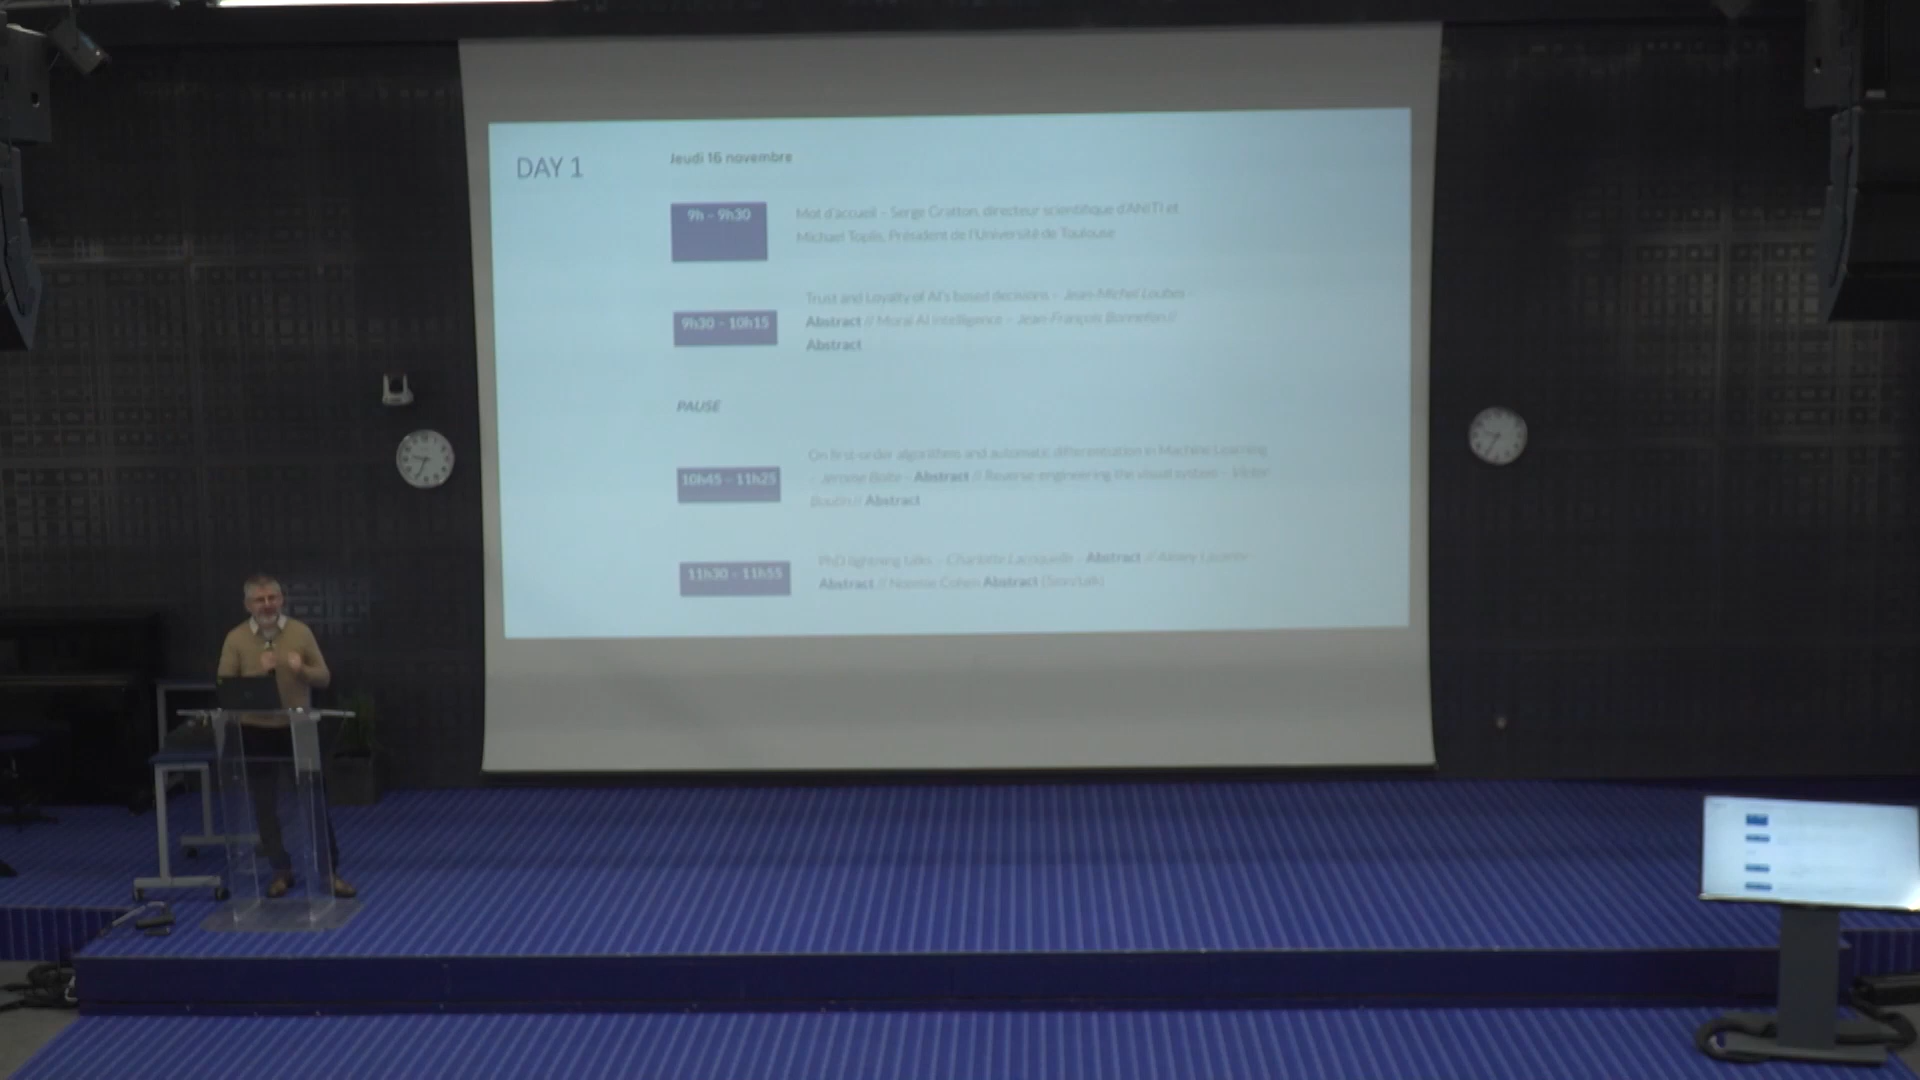 DAY 1
Jeudi 16 novembre
9h - 9h30
Mot d'accueil - Serge Gratton, directeur scientifique d'ANITI et
Michael Toplis, Président de l'Université de Toulouse
9h30 - 10h15
Trust and Loyalty of AI's based decisions - Jean-Michel Loubes -
Abstract // Moral AI Intelligence - Jean-François Bonnefon //
Abstract
PAUSE
10h45 - 11h25
On first-order algorithms and automatic differentiation in Machine Learning
- Jerome Bolte - Abstract // Reverse-engineering the visual system - Victor
Boutin // Abstract
11h30 - 11h55
PhD lightning talks - Charlotte - Abstract //
Abstract // Cohen Abstract (5min/talk)